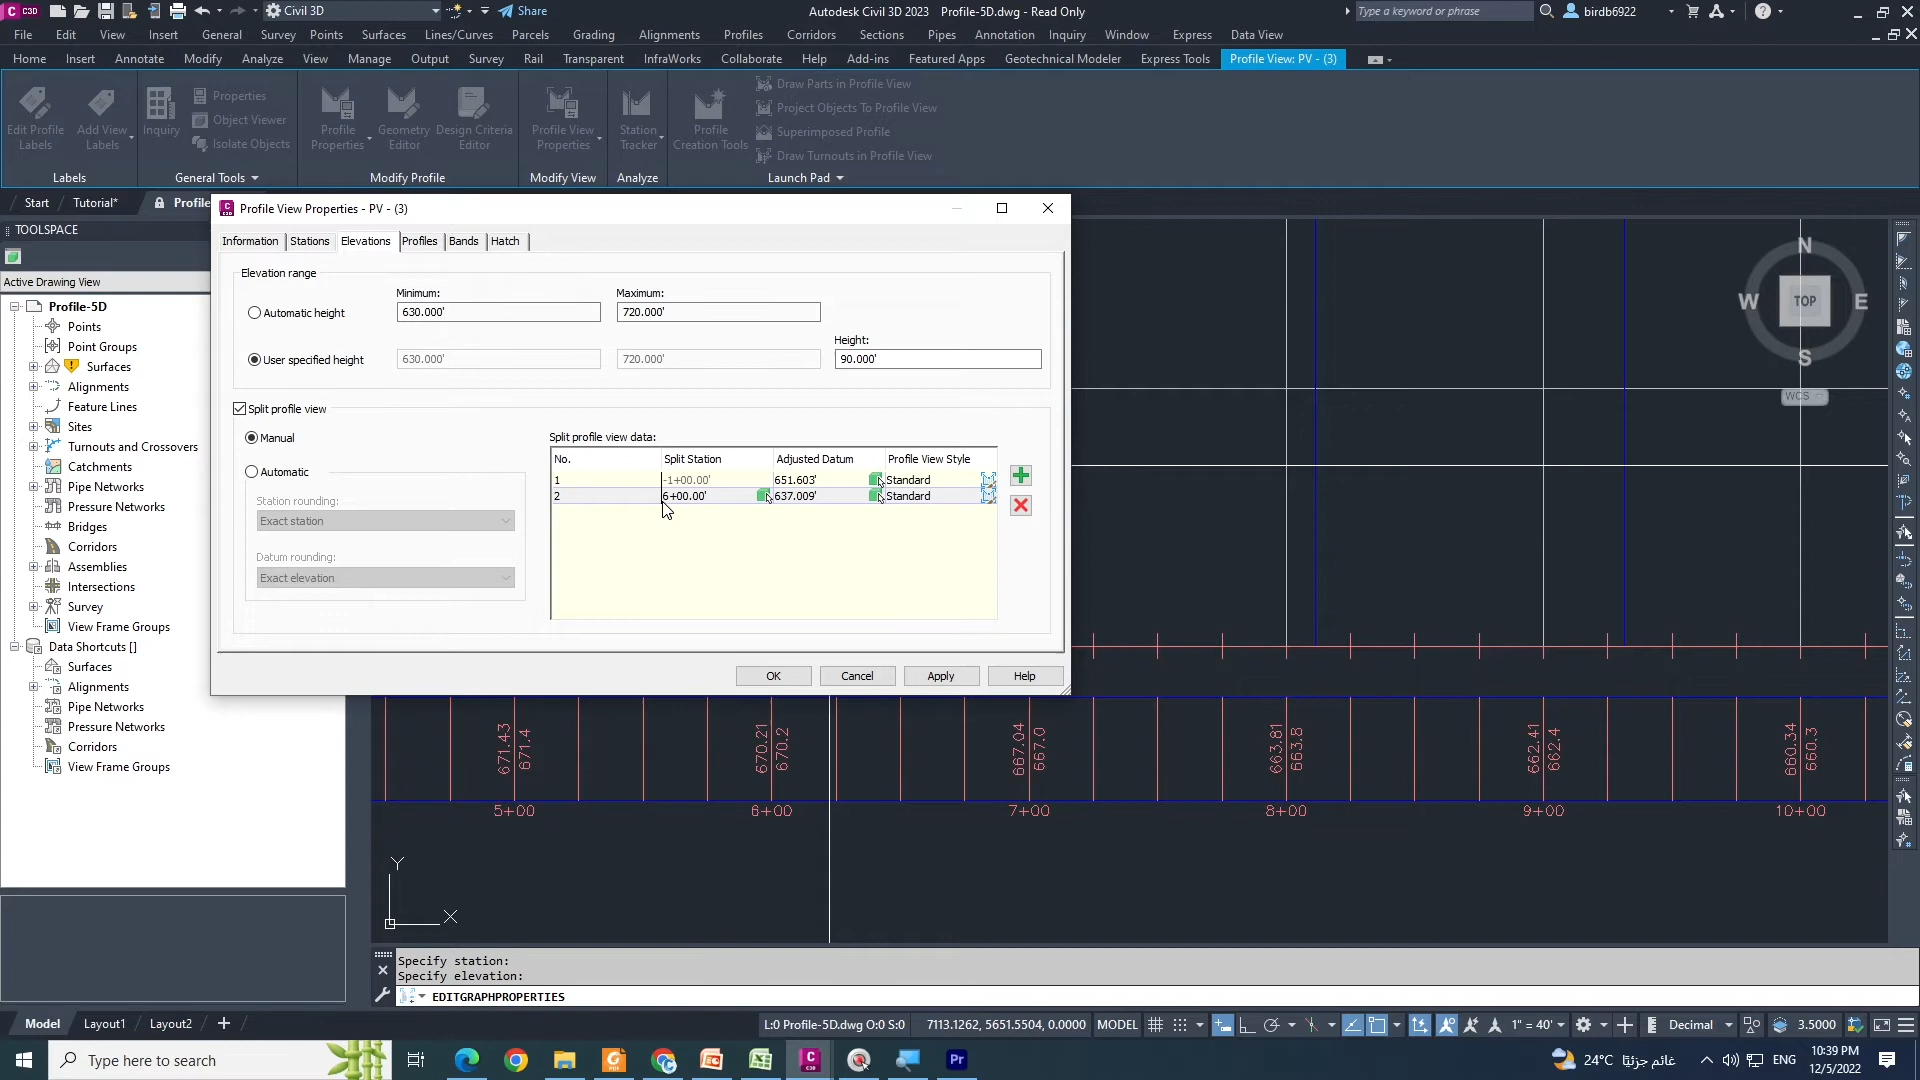 C3D
Civil 3D
Share
Autodesk Civil 3D 2023 Profile-5D.dwg - Read Only
Type a keyword or phrase
birdb6922
File Edit View Insert General Survey Points Surfaces Lines/Curves Parcels Grading Alignments Profiles Corridors Sections Pipes Annotation Inquiry Window Express Data View
Home Insert Annotate Modify Analyze View Manage Output Survey Rail Transparent InfraWorks Collaborate Help Add-ins Featured Apps Geotechnical Modeler Express Tools Profile View: PV - (3)
Edit Profile Labels
Add View Labels
Inquiry
Properties
Object Viewer
Isolate Objects
Profile Properties
Geometry Editor
Design Criteria Editor
Profile View Properties
Station Tracker
Profile Creation Tools
Draw Parts in Profile View
Project Objects To Profile View
Superimposed Profile
Draw Turnouts in Profile View
Labels General Tools Modify Profile Modify View Analyze Launch Pad
Start Tutorial* Profile
TOOLSPACE
Active Drawing View
Profile-5D
Points
Point Groups
Surfaces
Alignments
Feature Lines
Sites
Turnouts and Crossovers
Catchments
Pipe Networks
Pressure Networks
Bridges
Corridors
Assemblies
Intersections
Survey
View Frame Groups
Data Shortcuts []
Surfaces
Alignments
Pipe Networks
Pressure Networks
Corridors
View Frame Groups
Profile View Properties - PV - (3)
Information Stations Elevations Profiles Bands Hatch
Elevation range
Minimum: Maximum:
Automatic height 630.000' 720.000'
Height:
User specified height 630.000' 720.000' 90.000'
Split profile view
Manual
Automatic
Station rounding:
Exact station
Datum rounding:
Exact elevation
Split profile view data:
No. Split Station Adjusted Datum Profile View Style
1 -1+00.00' 651.603' Standard
2 6+00.00' 637.009' Standard
OK Cancel Apply Help
N
W TOP E
S
WCS
671.43 671.4 670.21 670.2 667.04 667.0 663.81 663.8 662.41 662.4 660.34 660.3
5+00 6+00 7+00 8+00 9+00 10+00
Y
X
Specify station:
Specify elevation:
EDITGRAPHPROPERTIES
Model Layout1 Layout2
L:0 Profile-5D.dwg O:0 S:0 7113.1262, 5651.5504, 0.0000 MODEL 1" = 40' Decimal 3.5000
Type here to search
C3D
Pr
24°C غائم جزئيًا
ENG
10:39 PM
12/5/2022